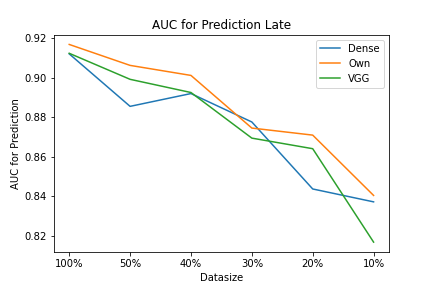 AUC for Prediction Late
Dense
Own
VGG
AUC for Prediction
0.92
0.90
0.88
0.86
0.84
0.82
100%
50%
40%
30%
20%
10%
Datasize